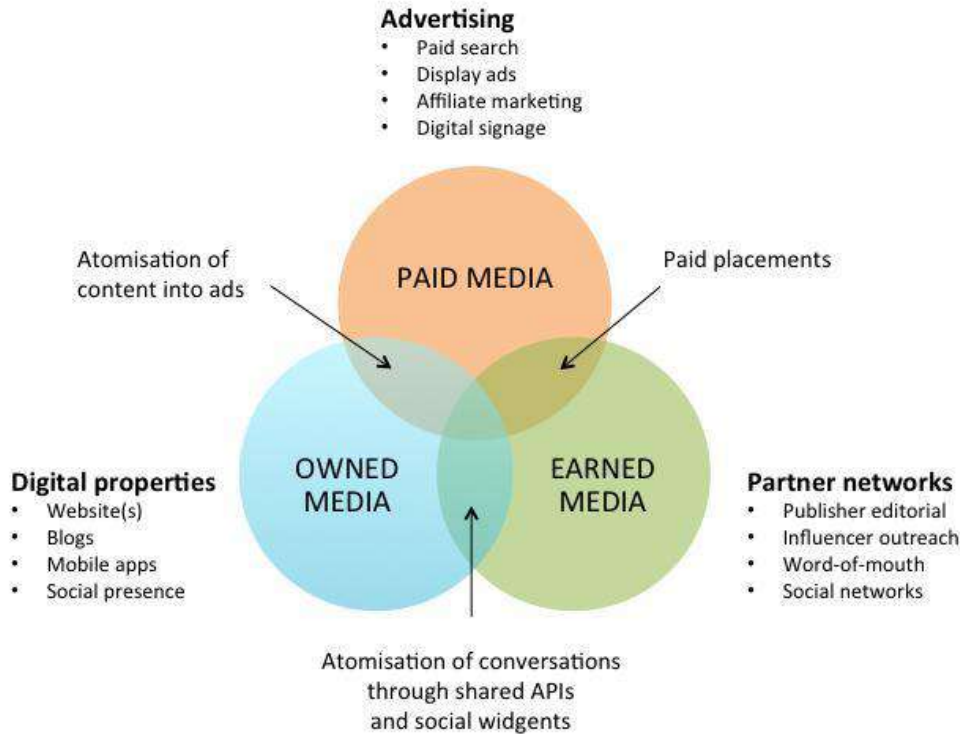 Advertising
• Paid search
• Display ads
• Affiliate marketing
• Digital signage
Atomisation of
content into ads
PAID MEDIA
Paid placements
OWNED
MEDIA
EARNED
MEDIA
Digital properties
• Website(s)
• Blogs
• Mobile apps
• Social presence
Partner networks
• Publisher editorial
• Influencer outreach
• Word-of-mouth
• Social networks
Atomisation of conversations
through shared APIs
and social widgents